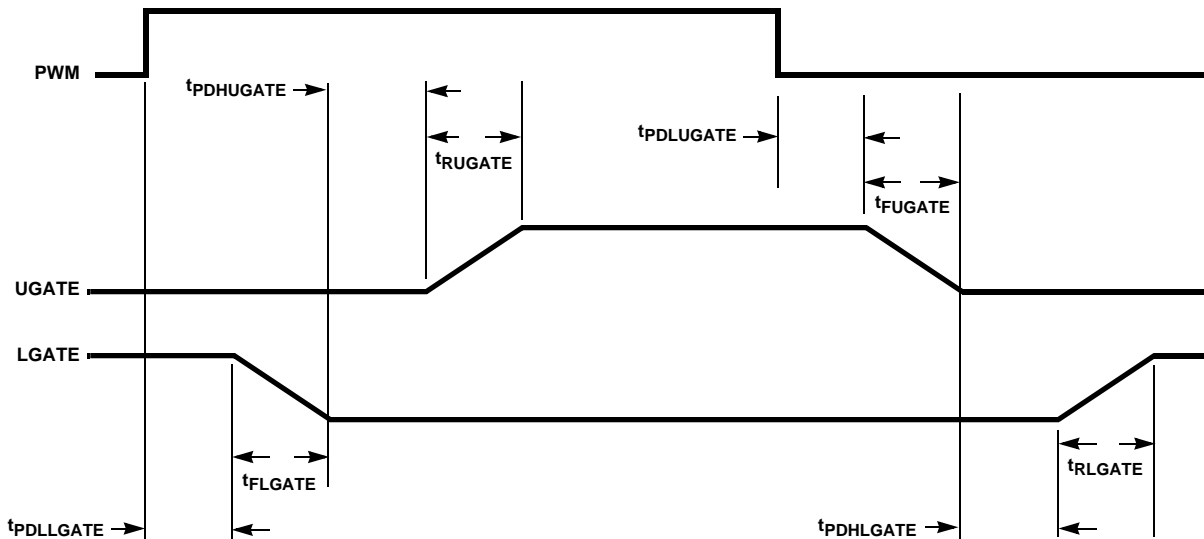 PWM
tPDHUGATE
tPDLUGATE
tRUGATE
tFUGATE
UGATE
LGATE
tFLGATE
tRLGATE
tPDLLGATE
tPDHLGATE